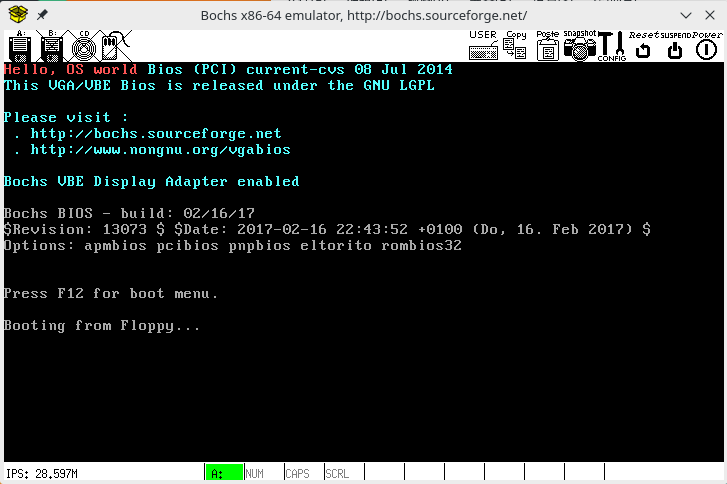 Bochs x86-64 emulator, http://bochs.sourceforge.net/
A: B: CD USER Copy Paste snapshot CONFIG Reset SUSPEND Power
Hello, OS world Bios (PCI) current-cvs 08 Jul 2014
This VGA/VBE Bios is released under the GNU LGPL
Please visit :
. http://bochs.sourceforge.net
. http://www.nongnu.org/vgabios
Bochs VBE Display Adapter enabled
Bochs BIOS - build: 02/16/17
$Revision: 13073 $ $Date: 2017-02-16 22:43:52 +0100 (Do, 16. Feb 2017) $
Options: apmbios pcibios pnpbios eltorito rombios32
Press F12 for boot menu.
Booting from Floppy...
IPS: 28.597M A: NUM CAPS SCRL